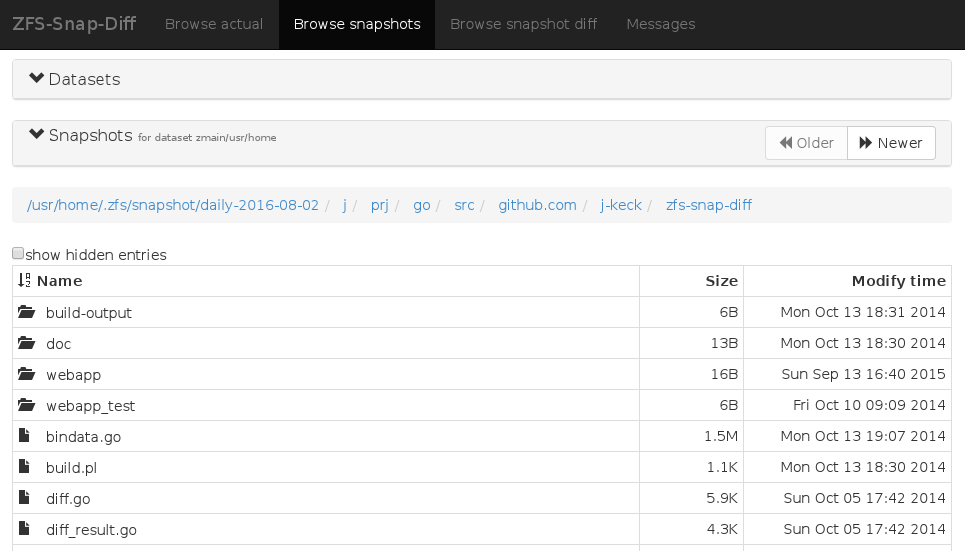 ZFS-Snap-Diff Browse actual Browse snapshots Browse snapshot diff Messages
Datasets
Snapshots for dataset zmain/usr/home Older Newer
/usr/home/.zfs/snapshot/daily-2016-08-02 / j / prj / go / src / github.com / j-keck / zfs-snap-diff
show hidden entries
Name Size Modify time
build-output 6B Mon Oct 13 18:31 2014
doc 13B Mon Oct 13 18:30 2014
webapp 16B Sun Sep 13 16:40 2015
webapp_test 6B Fri Oct 10 09:09 2014
bindata.go 1.5M Mon Oct 13 19:07 2014
build.pl 1.1K Mon Oct 13 18:30 2014
diff.go 5.9K Sun Oct 05 17:42 2014
diff_result.go 4.3K Sun Oct 05 17:42 2014